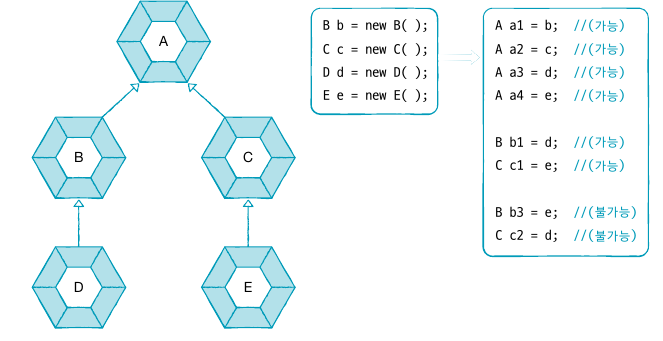 A
B
C
D
E
B b = new B( );
C c = new C( );
D d = new D( );
E e = new E( );
A a1 = b; //(가능)
A a2 = c; //(가능)
A a3 = d; //(가능)
A a4 = e; //(가능)
B b1 = d; //(가능)
C c1 = e; //(가능)
B b3 = e; //(불가능)
C c2 = d; //(불가능)